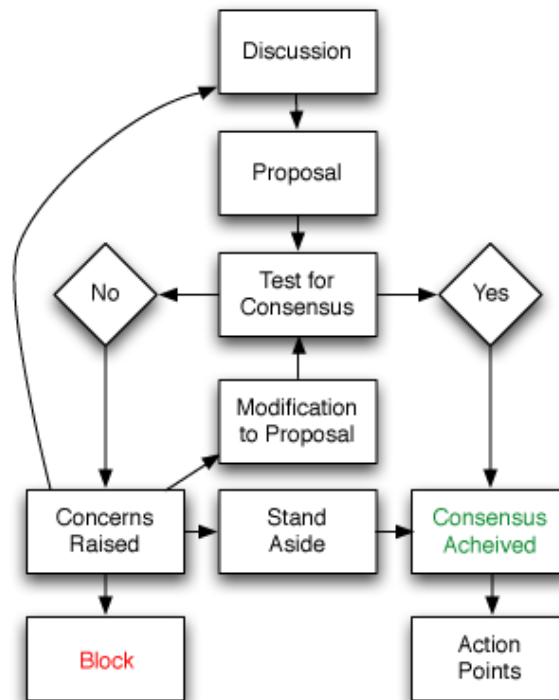 Discussion
Proposal
Test for
Consensus
No
Yes
Modification
to Proposal
Concerns
Raised
Stand
Aside
Consensus
Acheived
Block
Action
Points